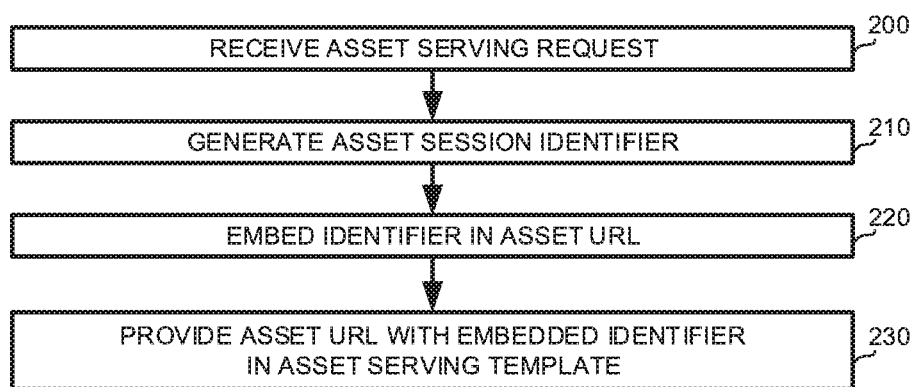 200
RECEIVE ASSET SERVING REQUEST
210
GENERATE ASSET SESSION IDENTIFIER
220
EMBED IDENTIFIER IN ASSET URL
230
PROVIDE ASSET URL WITH EMBEDDED IDENTIFIER
IN ASSET SERVING TEMPLATE